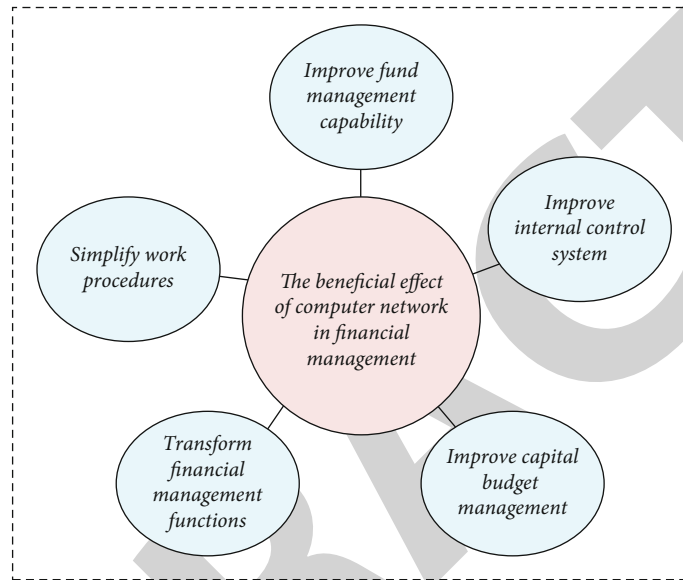 Improve fund
management
capability
Improve
internal control
system
Simplify work
procedures
The beneficial effect
of computer network
in financial
management
Transform
financial
management
functions
Improve capital
budget
management